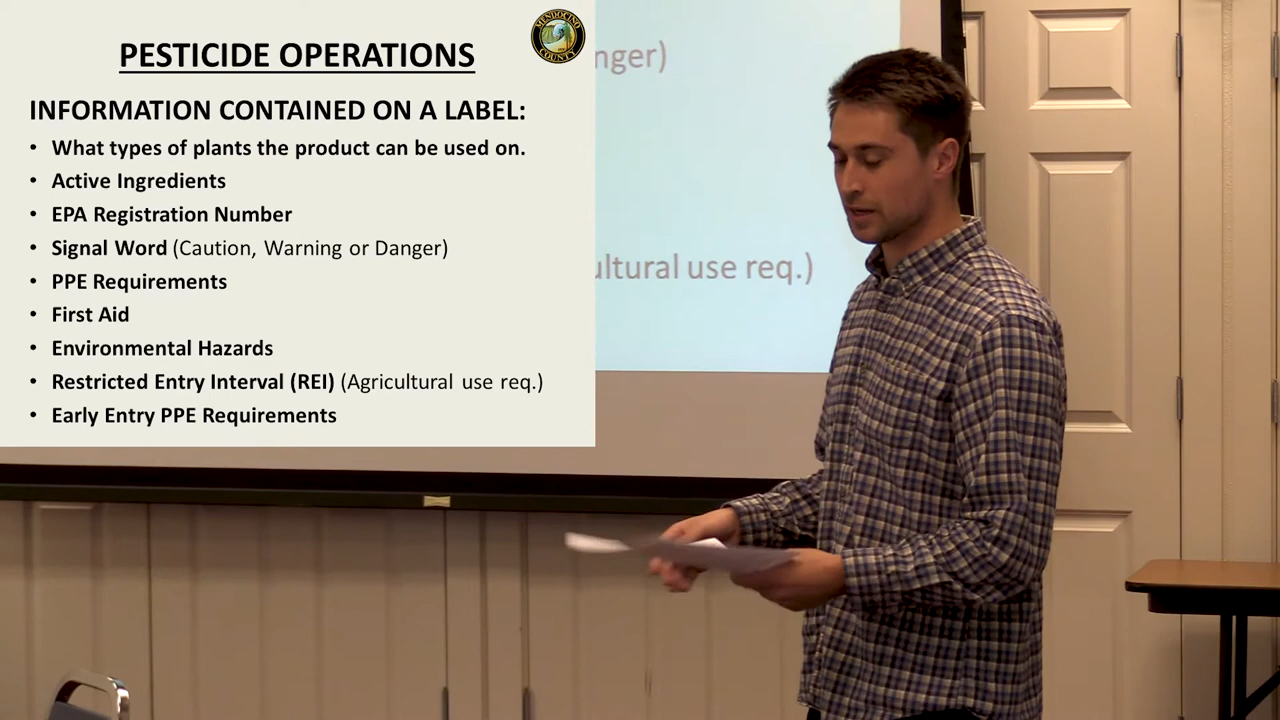 MENDOCINO
COUNTY
PESTICIDE OPERATIONS
INFORMATION CONTAINED ON A LABEL:
• What types of plants the product can be used on.
• Active Ingredients
• EPA Registration Number
• Signal Word (Caution, Warning or Danger)
• PPE Requirements
• First Aid
• Environmental Hazards
• Restricted Entry Interval (REI) (Agricultural use req.)
• Early Entry PPE Requirements
nger)
ultural use req.)